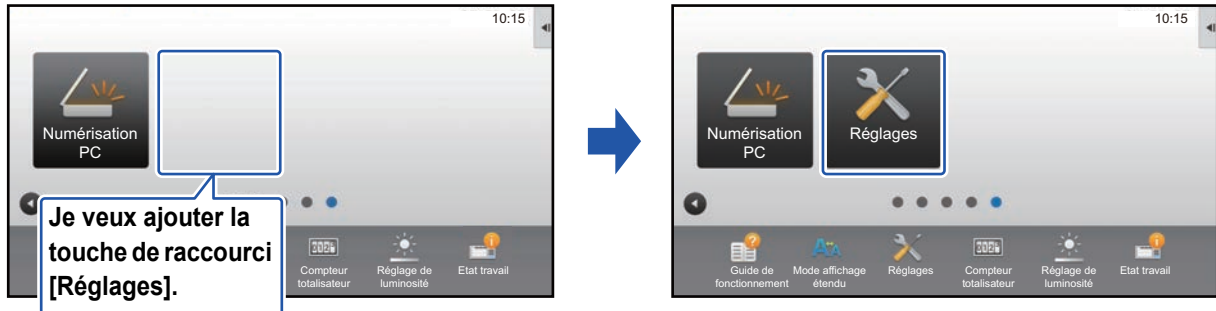 10:15
Numérisation
PC
Je veux ajouter la
touche de raccourci
[Réglages].
Compteur
totalisateur
Réglage de
luminosité
Etat travail
10:15
Numérisation
PC
Réglages
Guide de
fonctionnement
Mode affichage
étendu
Réglages
Compteur
totalisateur
Réglage de
luminosité
Etat travail